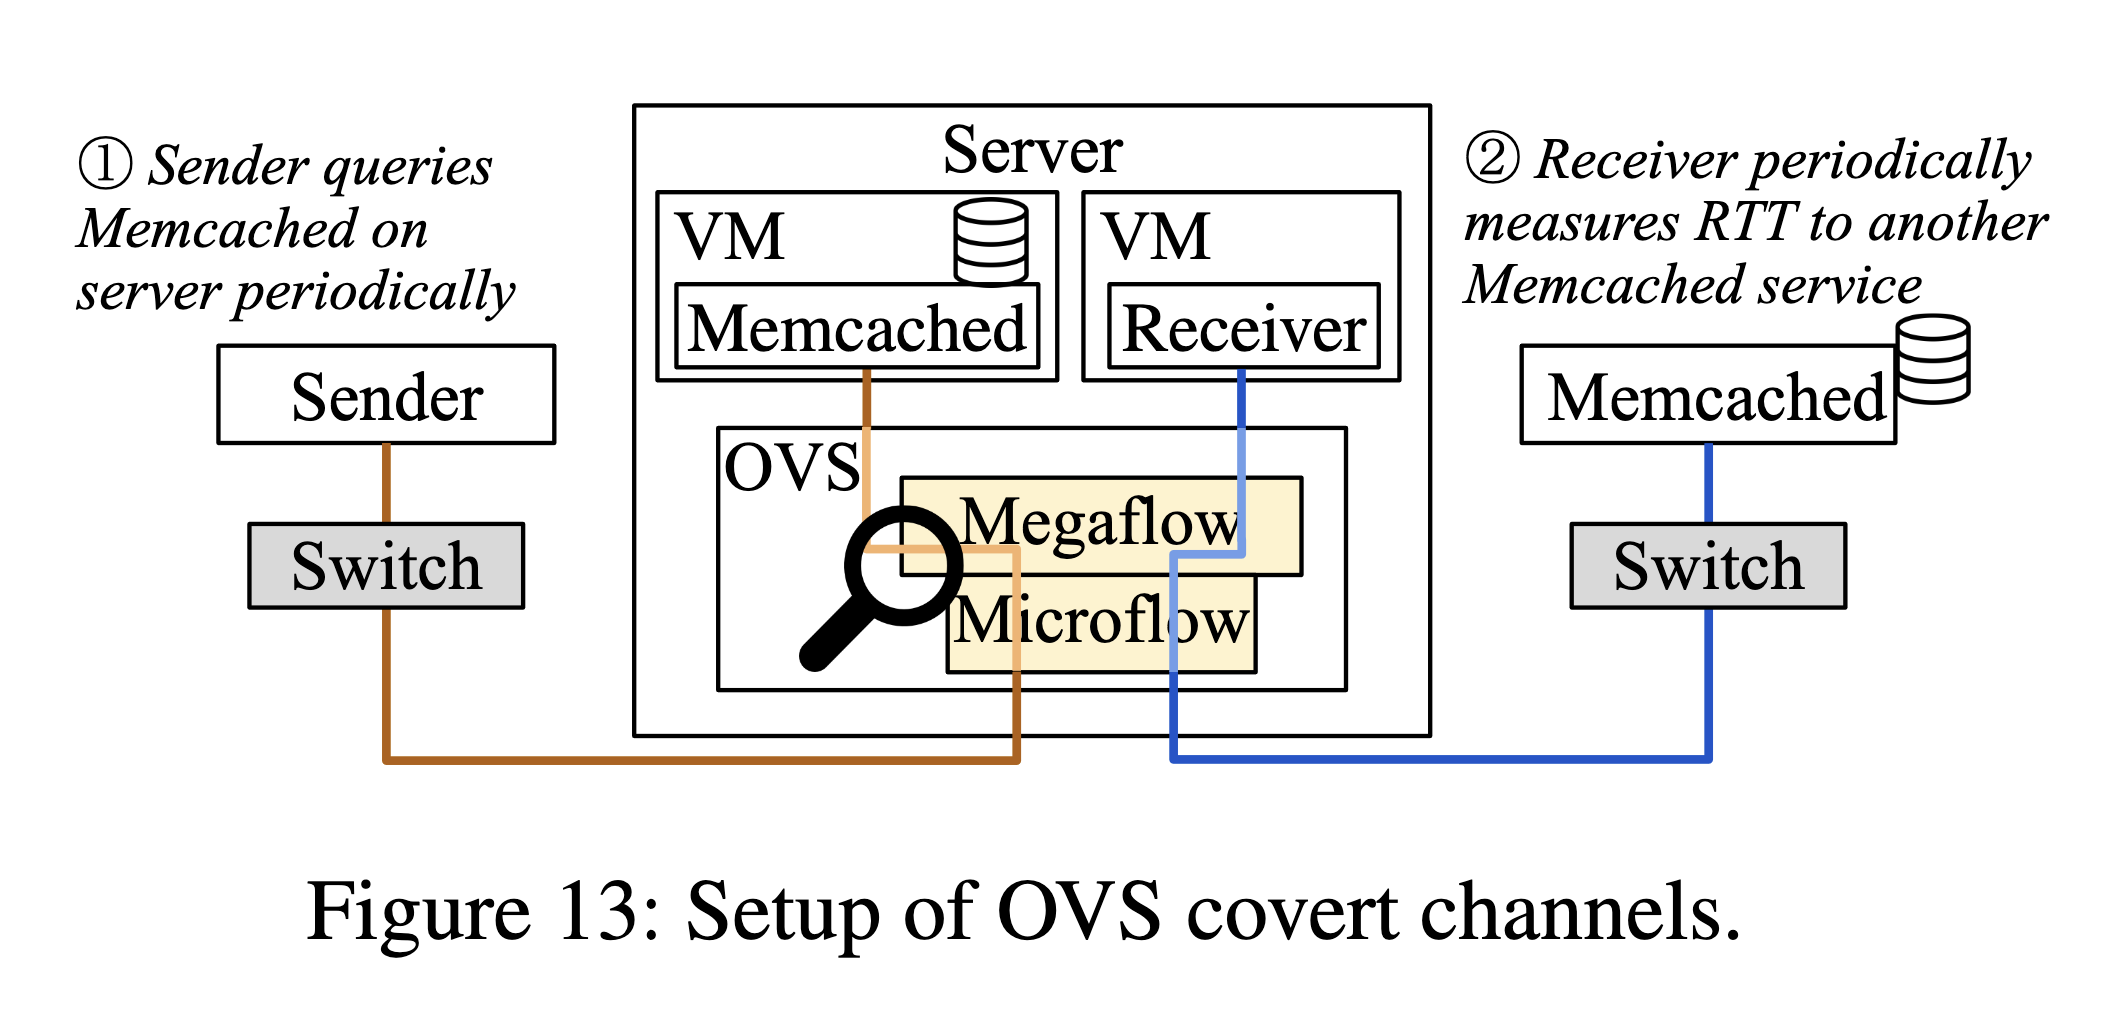 ① Sender queries
Memcached on
server periodically
Sender
Switch
Server
VM
Memcached
VM
Receiver
OVS
Megaflow
Microflow
② Receiver periodically
measures RTT to another
Memcached service
Memcached
Switch
Figure 13: Setup of OVS covert channels.